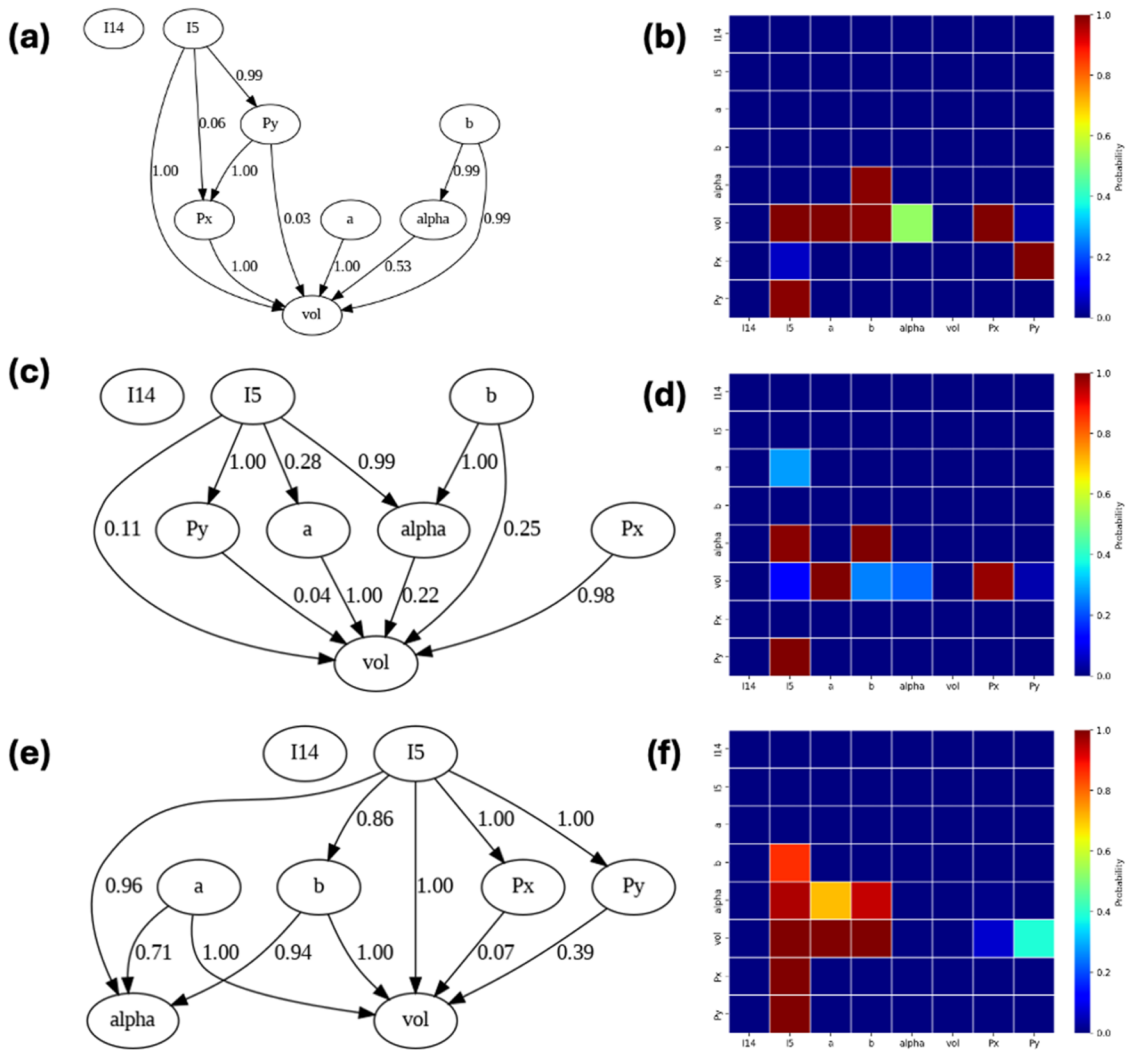 (a)
I14
I5
0.99
Py
b
0.06
1.00
1.00
0.99
Px
a
alpha
0.03
0.99
1.00
1.00
0.53
vol
(b)
I14
I5
a
b
alpha
vol
Px
Py
I14 I5 a b alpha vol Px Py
1.0
0.8
0.6
0.4
0.2
0.0
Probability
(c)
I14
I5
b
1.00
0.28
0.99
1.00
Py
a
alpha
Px
0.11
0.25
0.04
1.00
0.22
0.98
vol
(d)
I14
I5
a
b
alpha
vol
Px
Py
I14 I5 a b alpha vol Px Py
1.0
0.8
0.6
0.4
0.2
0.0
Probability
(e)
I14
I5
0.86
1.00
1.00
0.96
a
b
1.00
Px
Py
0.71
1.00
0.94
1.00
0.07
0.39
alpha
vol
(f)
I14
I5
a
b
alpha
vol
Px
Py
I14 I5 a b alpha vol Px Py
1.0
0.8
0.6
0.4
0.2
0.0
Probability